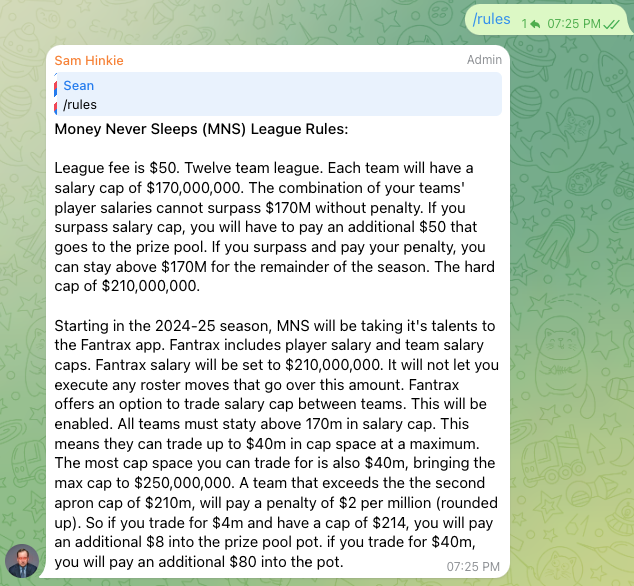 /rules
1 07:25 PM
Sam Hinkie Admin
Sean
/rules
Money Never Sleeps (MNS) League Rules:
League fee is $50. Twelve team league. Each team will have a
salary cap of $170,000,000. The combination of your teams'
player salaries cannot surpass $170M without penalty. If you
surpass salary cap, you will have to pay an additional $50 that
goes to the prize pool. If you surpass and pay your penalty, you
can stay above $170M for the remainder of the season. The hard
cap of $210,000,000.
Starting in the 2024-25 season, MNS will be taking it's talents to
the Fantrax app. Fantrax includes player salary and team salary
caps. Fantrax salary will be set to $210,000,000. It will not let you
execute any roster moves that go over this amount. Fantrax
offers an option to trade salary cap between teams. This will be
enabled. All teams must staty above 170m in salary cap. This
means they can trade up to $40m in cap space at a maximum.
The most cap space you can trade for is also $40m, bringing the
max cap to $250,000,000. A team that exceeds the the second
apron cap of $210m, will pay a penalty of $2 per million (rounded
up). So if you trade for $4m and have a cap of $214, you will pay
an additional $8 into the prize pool pot. if you trade for $40m,
you will pay an additional $80 into the pot.
07:25 PM